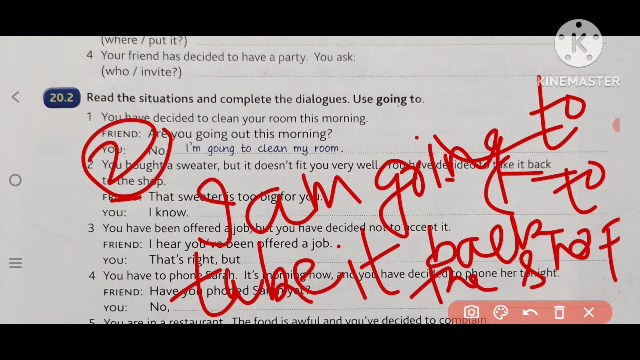 (where / put it?)
4 Your friend has decided to have a party. You ask:
(who / invite?)
K
KINEMASTER
20.2 Read the situations and complete the dialogues. Use going to.
1 You have decided to clean your room this morning.
FRIEND: Are you going out this morning?
YOU: No, I'm going to clean my room.
2 You bought a sweater, but it doesn't fit you very well. You have decided to take it back
to the shop.
FRIEND: That sweater is too big for you.
YOU: I know.
3 You have been offered a job, but you have decided not to accept it.
FRIEND: I hear you've been offered a job.
YOU: That's right, but
4 You have to phone Sarah. It's morning now, and you have decided to phone her tonight.
FRIEND: Have you phoned Sarah yet?
YOU: No,
5 You are in a restaurant. The food is awful and you've decided to complain.
2
I am going to
to
take it back
the